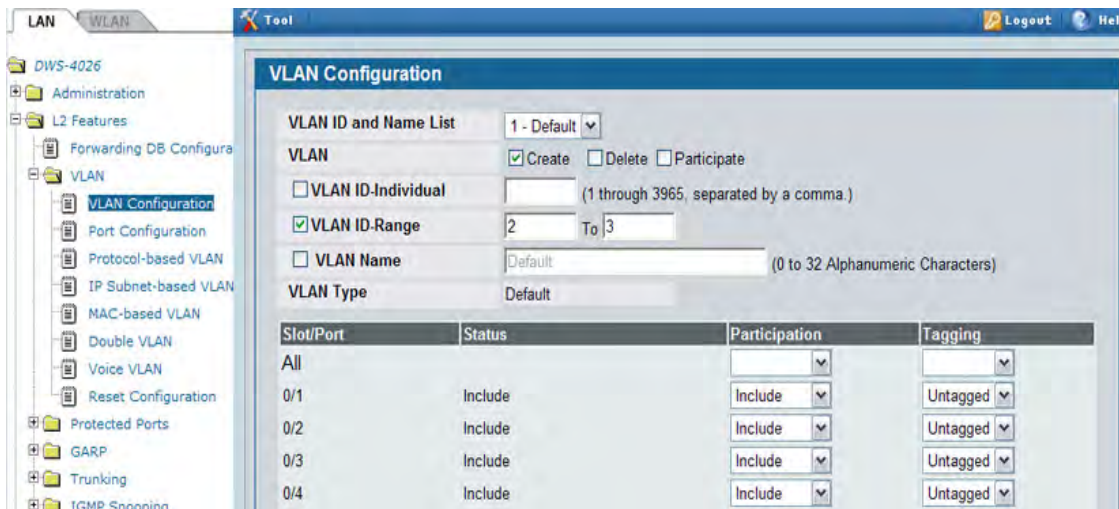 LAN
WLAN
Tool
Logout
Hel
DWS-4026
Administration
L2 Features
Forwarding DB Configura
VLAN
VLAN Configuration
Port Configuration
Protocol-based VLAN
IP Subnet-based VLAN
MAC-based VLAN
Double VLAN
Voice VLAN
Reset Configuration
Protected Ports
GARP
Trunking
IGMP Snooping
VLAN Configuration
VLAN ID and Name List 1 - Default
VLAN Create Delete Participate
VLAN ID-Individual (1 through 3965, separated by a comma.)
VLAN ID-Range 2 To 3
VLAN Name Default (0 to 32 Alphanumeric Characters)
VLAN Type Default
Slot/Port Status Participation Tagging
All
0/1 Include Include Untagged
0/2 Include Include Untagged
0/3 Include Include Untagged
0/4 Include Include Untagged